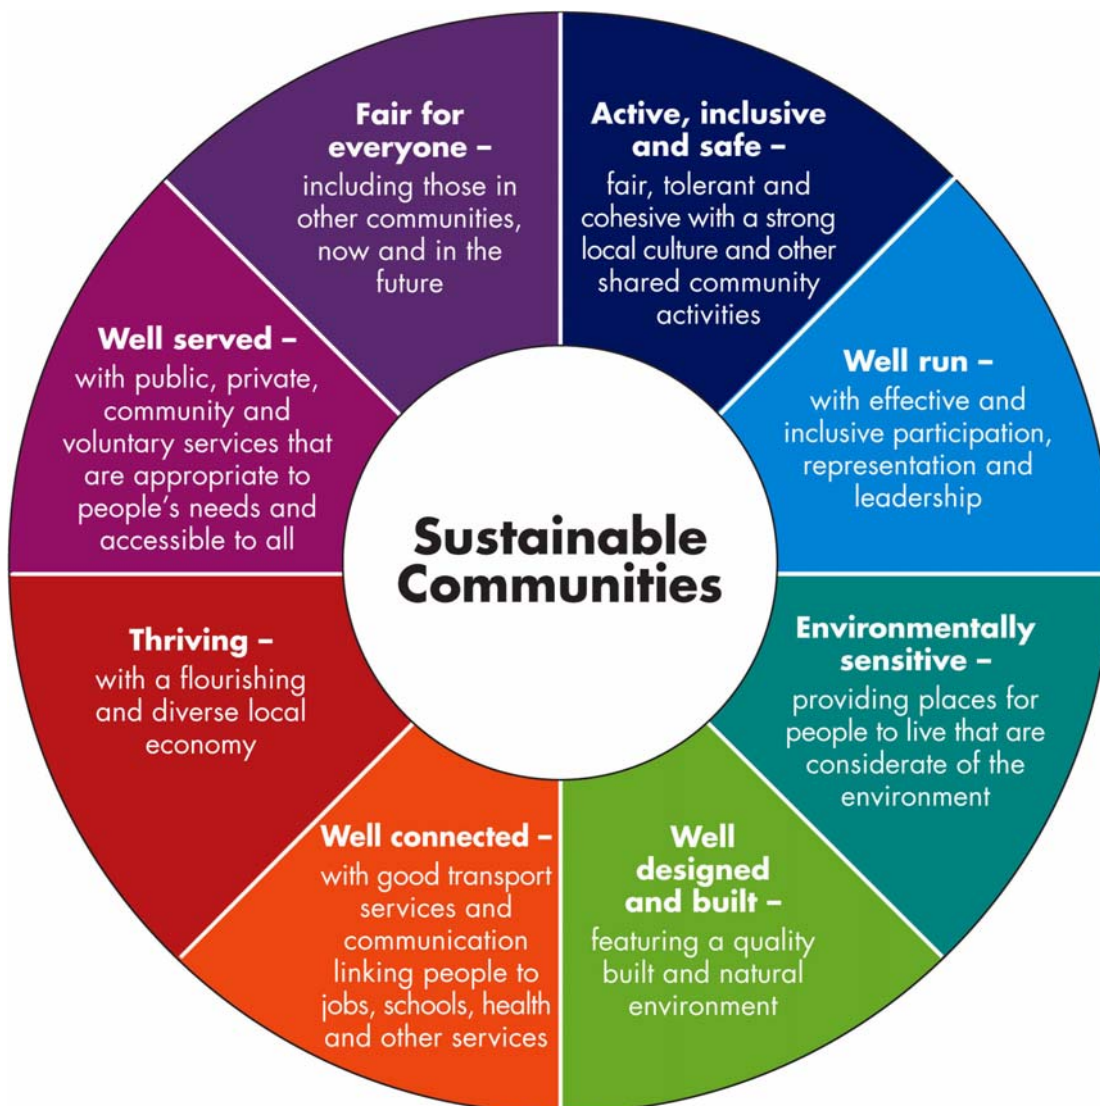 Sustainable
Communities
Active, inclusive
and safe –
fair, tolerant and
cohesive with a strong
local culture and other
shared community
activities
Well run –
with effective and
inclusive participation,
representation and
leadership
Environmentally
sensitive –
providing places for
people to live that are
considerate of the
environment
Well
designed
and built –
featuring a quality
built and natural
environment
Well connected –
with good transport
services and
communication
linking people to
jobs, schools, health
and other services
Thriving –
with a flourishing
and diverse local
economy
Well served –
with public, private,
community and
voluntary services that
are appropriate to
people’s needs and
accessible to all
Fair for
everyone –
including those in
other communities,
now and in the
future